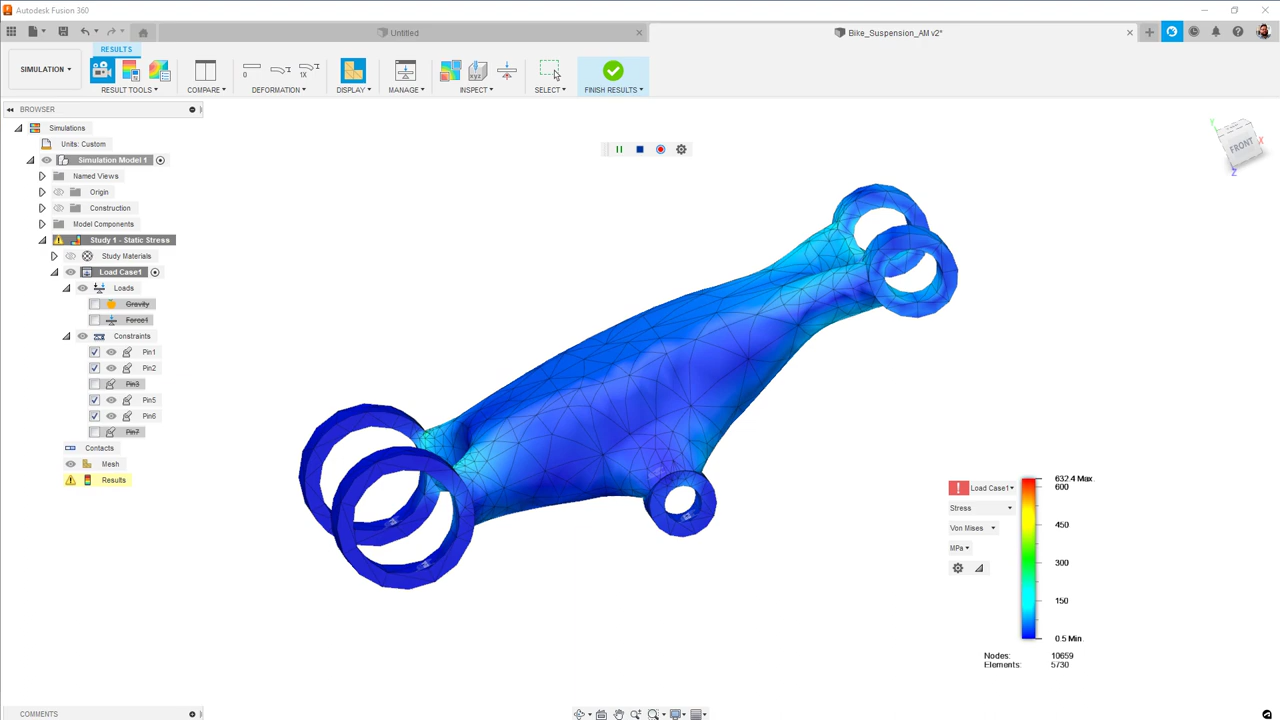 Autodesk Fusion 360
Untitled
Bike_Suspension_AM v2*
RESULTS
SIMULATION
0
1X
XYZ
RESULT TOOLS
COMPARE
DEFORMATION
DISPLAY
MANAGE
INSPECT
SELECT
FINISH RESULTS
BROWSER
Simulations
Units: Custom
Simulation Model 1
Named Views
Origin
Construction
Model Components
Study 1 - Static Stress
Study Materials
Load Case1
Loads
Gravity
Force1
Constraints
Pin1
Pin2
Pin3
Pin5
Pin6
Pin7
Contacts
Mesh
Results
Y
FRONT
X
Z
Load Case1
Stress
Von Mises
MPa
632.4 Max.
600
450
300
150
0.5 Min.
Nodes: 10659
Elements: 5730
COMMENTS